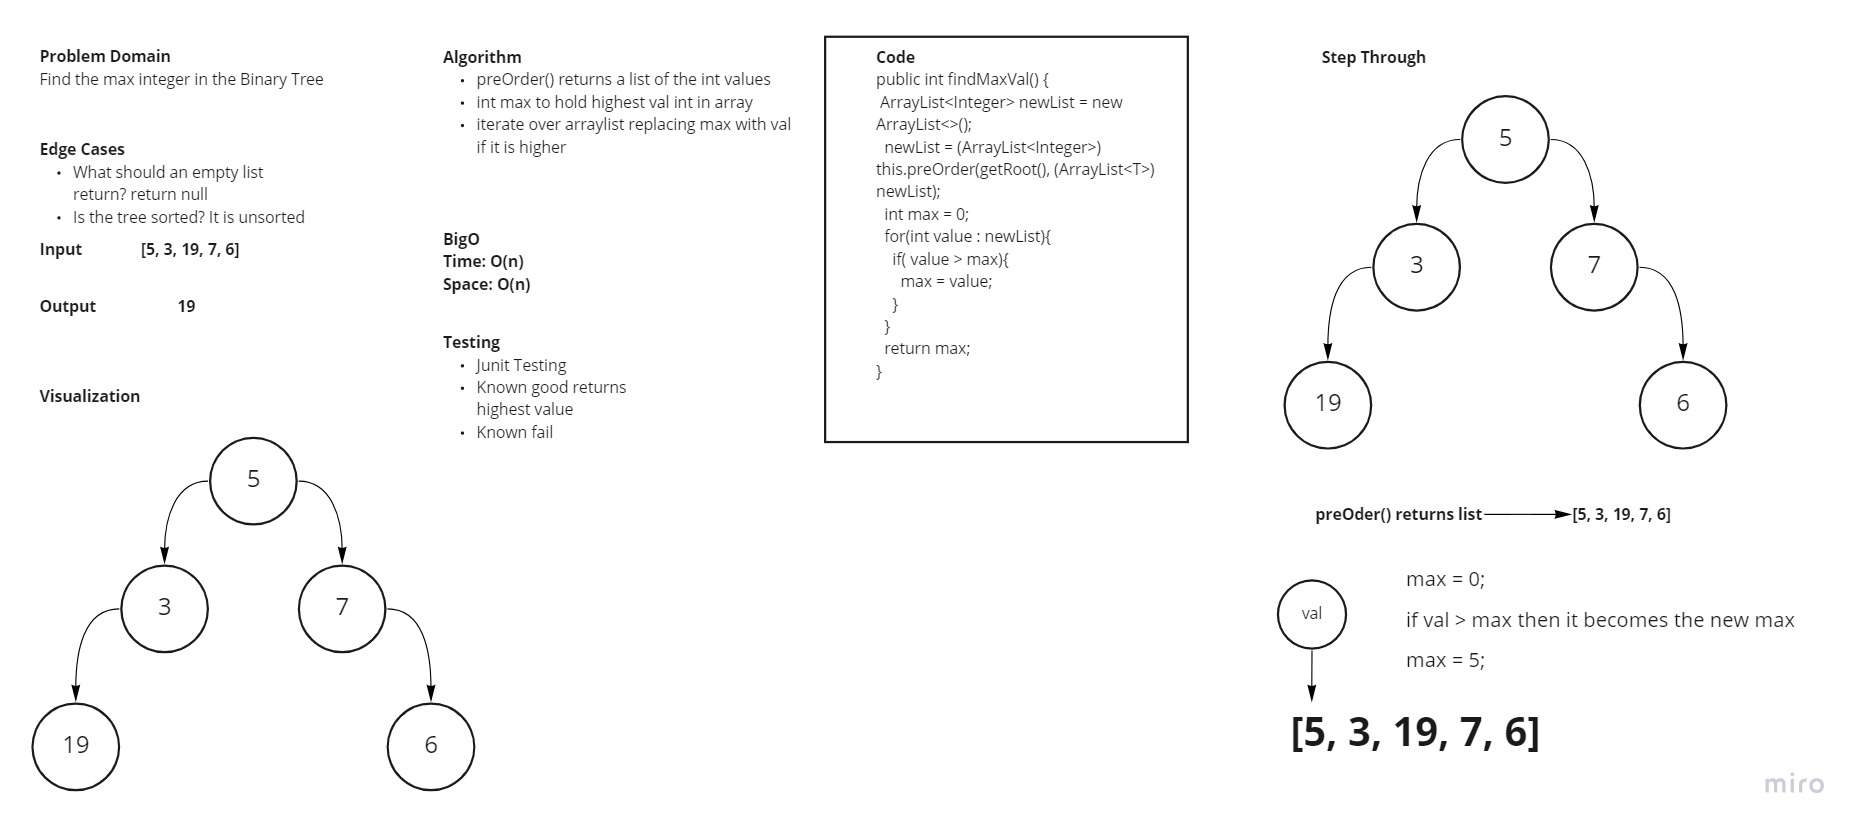 Problem Domain
Find the max integer in the Binary Tree
Edge Cases
• What should an empty list
return? return null
• Is the tree sorted? It is unsorted
Input [5, 3, 19, 7, 6]
Output 19
Visualization
5
3 7
19 6
Algorithm
• preOrder() returns a list of the int values
• int max to hold highest val int in array
• iterate over arraylist replacing max with val
if it is higher
BigO
Time: O(n)
Space: O(n)
Testing
• Junit Testing
• Known good returns
highest value
• Known fail
Code
public int findMaxVal() {
ArrayList<Integer> newList = new
ArrayList<>();
newList = (ArrayList<Integer>)
this.preOrder(getRoot(), (ArrayList<T>)
newList);
int max = 0;
for(int value : newList){
if( value > max){
max = value;
}
}
return max;
}
Step Through
5
3 7
19 6
preOder() returns list [5, 3, 19, 7, 6]
max = 0;
val
if val > max then it becomes the new max
max = 5;
[5, 3, 19, 7, 6]
miro